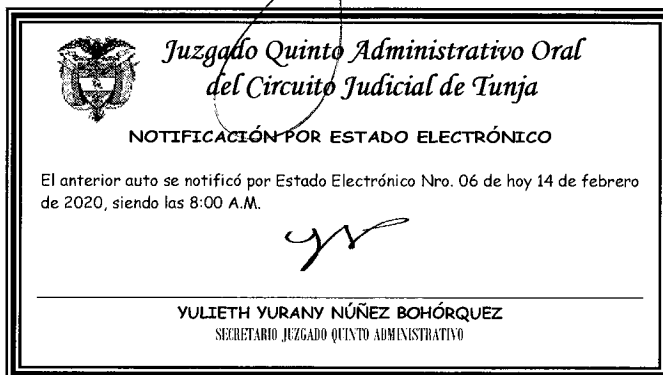 Juzgado Quinto Administrativo Oral
del Circuito Judicial de Tunja
NOTIFICACIÓN POR ESTADO ELECTRÓNICO
El anterior auto se notificó por Estado Electrónico Nro. 06 de hoy 14 de febrero
de 2020, siendo las 8:00 A.M.
YULIETH YURANY NÚÑEZ BOHÓRQUEZ
SECRETARIO JUZGADO QUINTO ADMINISTRATIVO